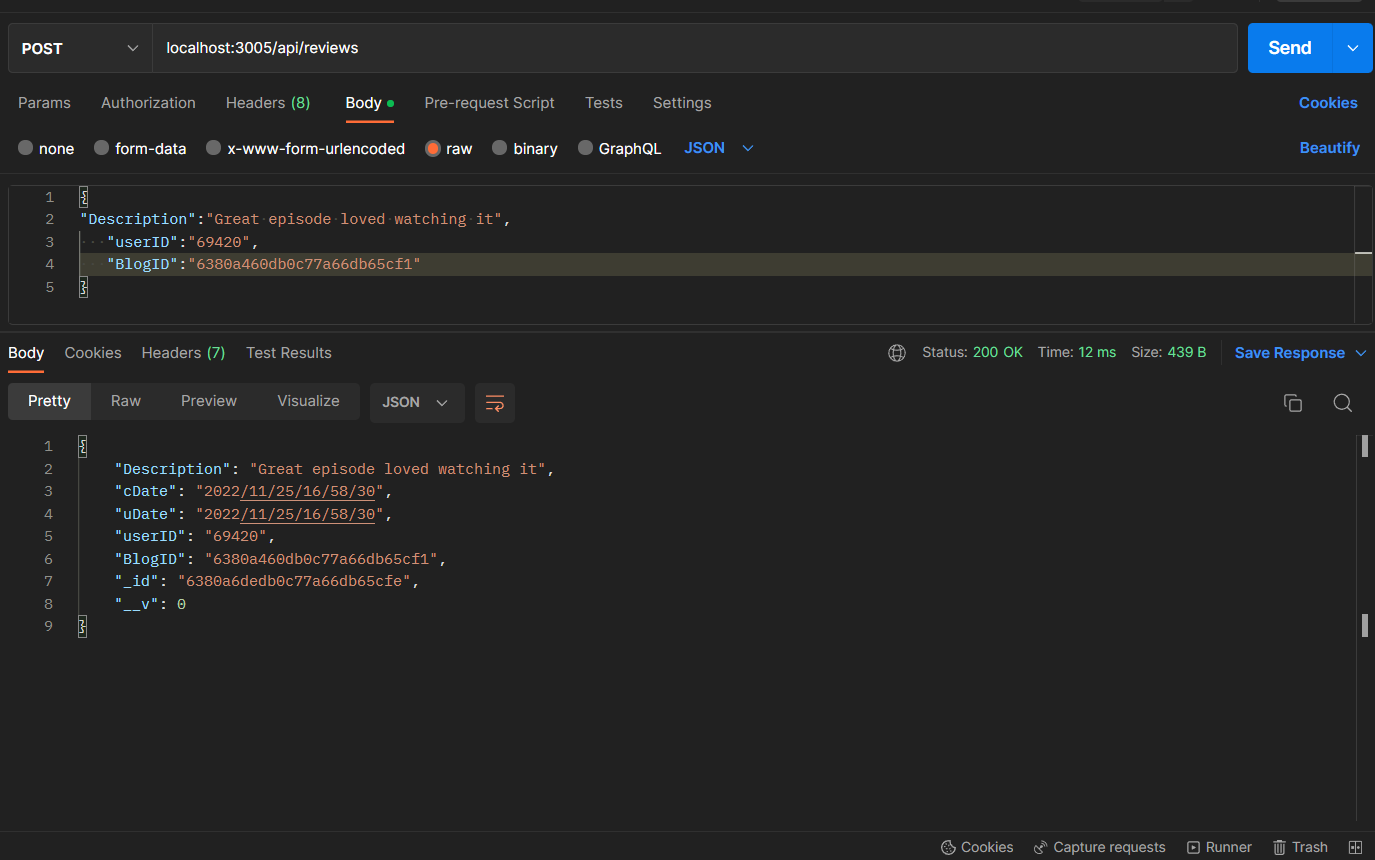 POST localhost:3005/api/reviews Send
Params Authorization Headers (8) Body Pre-request Script Tests Settings Cookies
none form-data x-www-form-urlencoded raw binary GraphQL JSON Beautify
1 {
2 "Description":"Great episode loved watching it",
3 "userID":"69420",
4 "BlogID":"6380a460db0c77a66db65cf1"
5 }
Body Cookies Headers (7) Test Results Status: 200 OK Time: 12 ms Size: 439 B Save Response
Pretty Raw Preview Visualize JSON
1 {
2 "Description": "Great episode loved watching it",
3 "cDate": "2022/11/25/16/58/30",
4 "uDate": "2022/11/25/16/58/30",
5 "userID": "69420",
6 "BlogID": "6380a460db0c77a66db65cf1",
7 "_id": "6380a6dedb0c77a66db65cfe",
8 "__v": 0
9 }
Cookies Capture requests Runner Trash